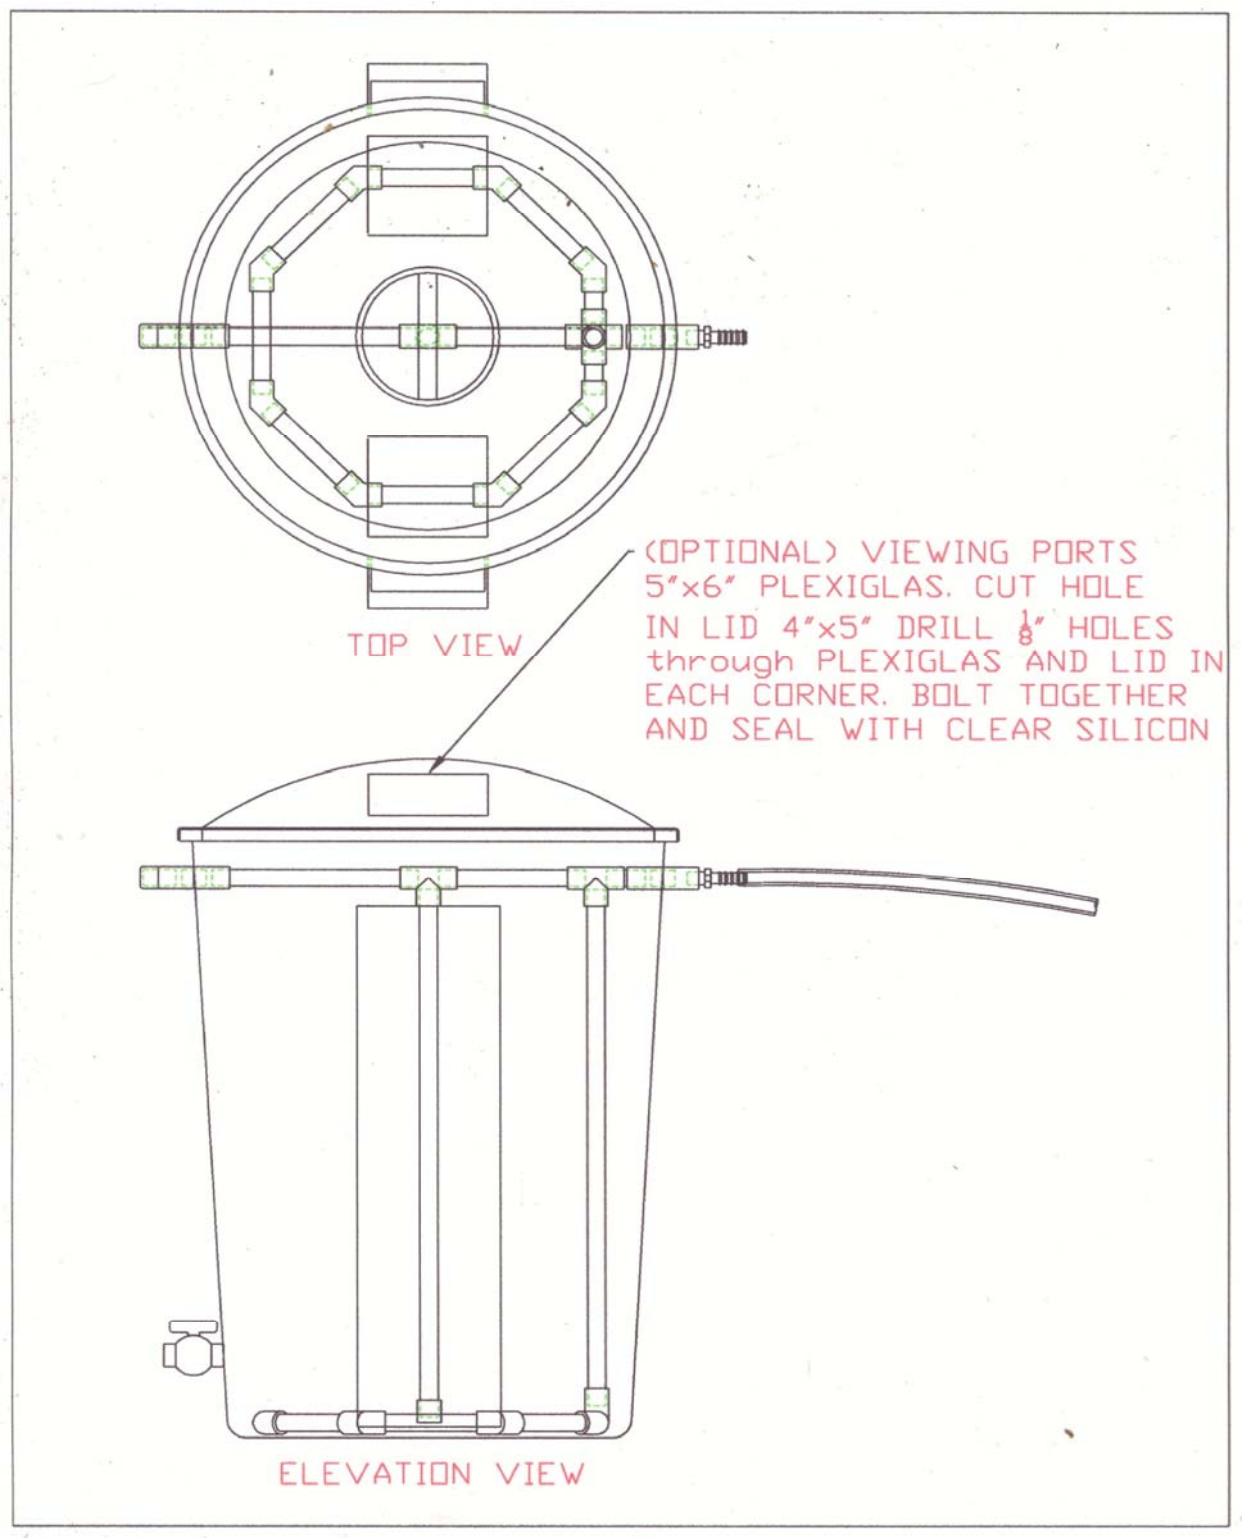 TOP VIEW
(OPTIONAL) VIEWING PORTS
5"x6" PLEXIGLAS. CUT HOLE
IN LID 4"x5" DRILL 1/8" HOLES
through PLEXIGLAS AND LID IN
EACH CORNER. BOLT TOGETHER
AND SEAL WITH CLEAR SILICON
ELEVATION VIEW